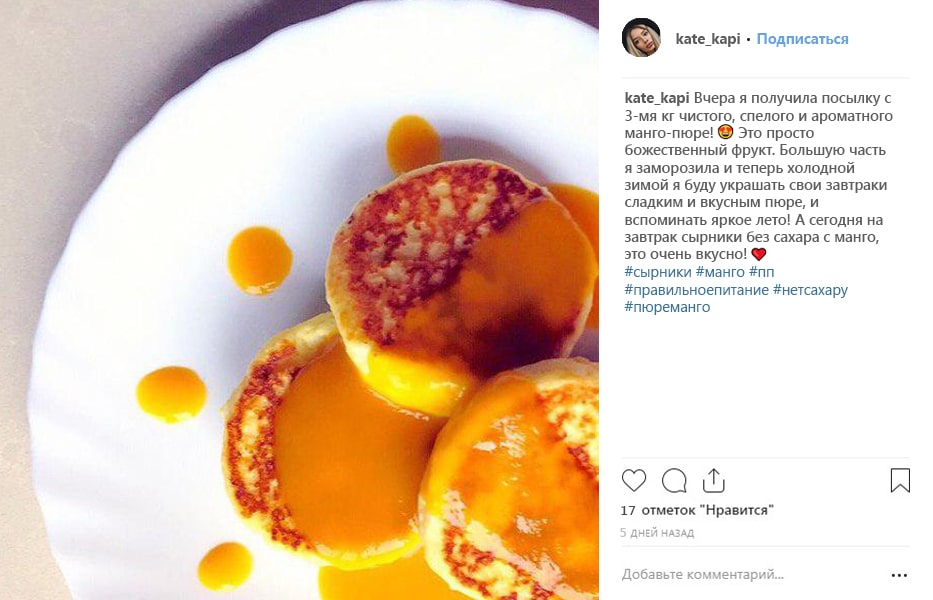 kate_kapi • Подписаться
kate_kapi Вчера я получила посылку с
3-мя кг чистого, спелого и ароматного
манго-пюре! 😍 Это просто
божественный фрукт. Большую часть
я заморозила и теперь холодной
зимой я буду украшать свои завтраки
сладким и вкусным пюре, и
вспоминать яркое лето! А сегодня на
завтрак сырники без сахара с манго,
это очень вкусно! ❤️
#сырники #манго #пп
#правильноепитание #нетсахару
#пюреманго
17 отметок "Нравится"
5 ДНЕЙ НАЗАД
Добавьте комментарий...